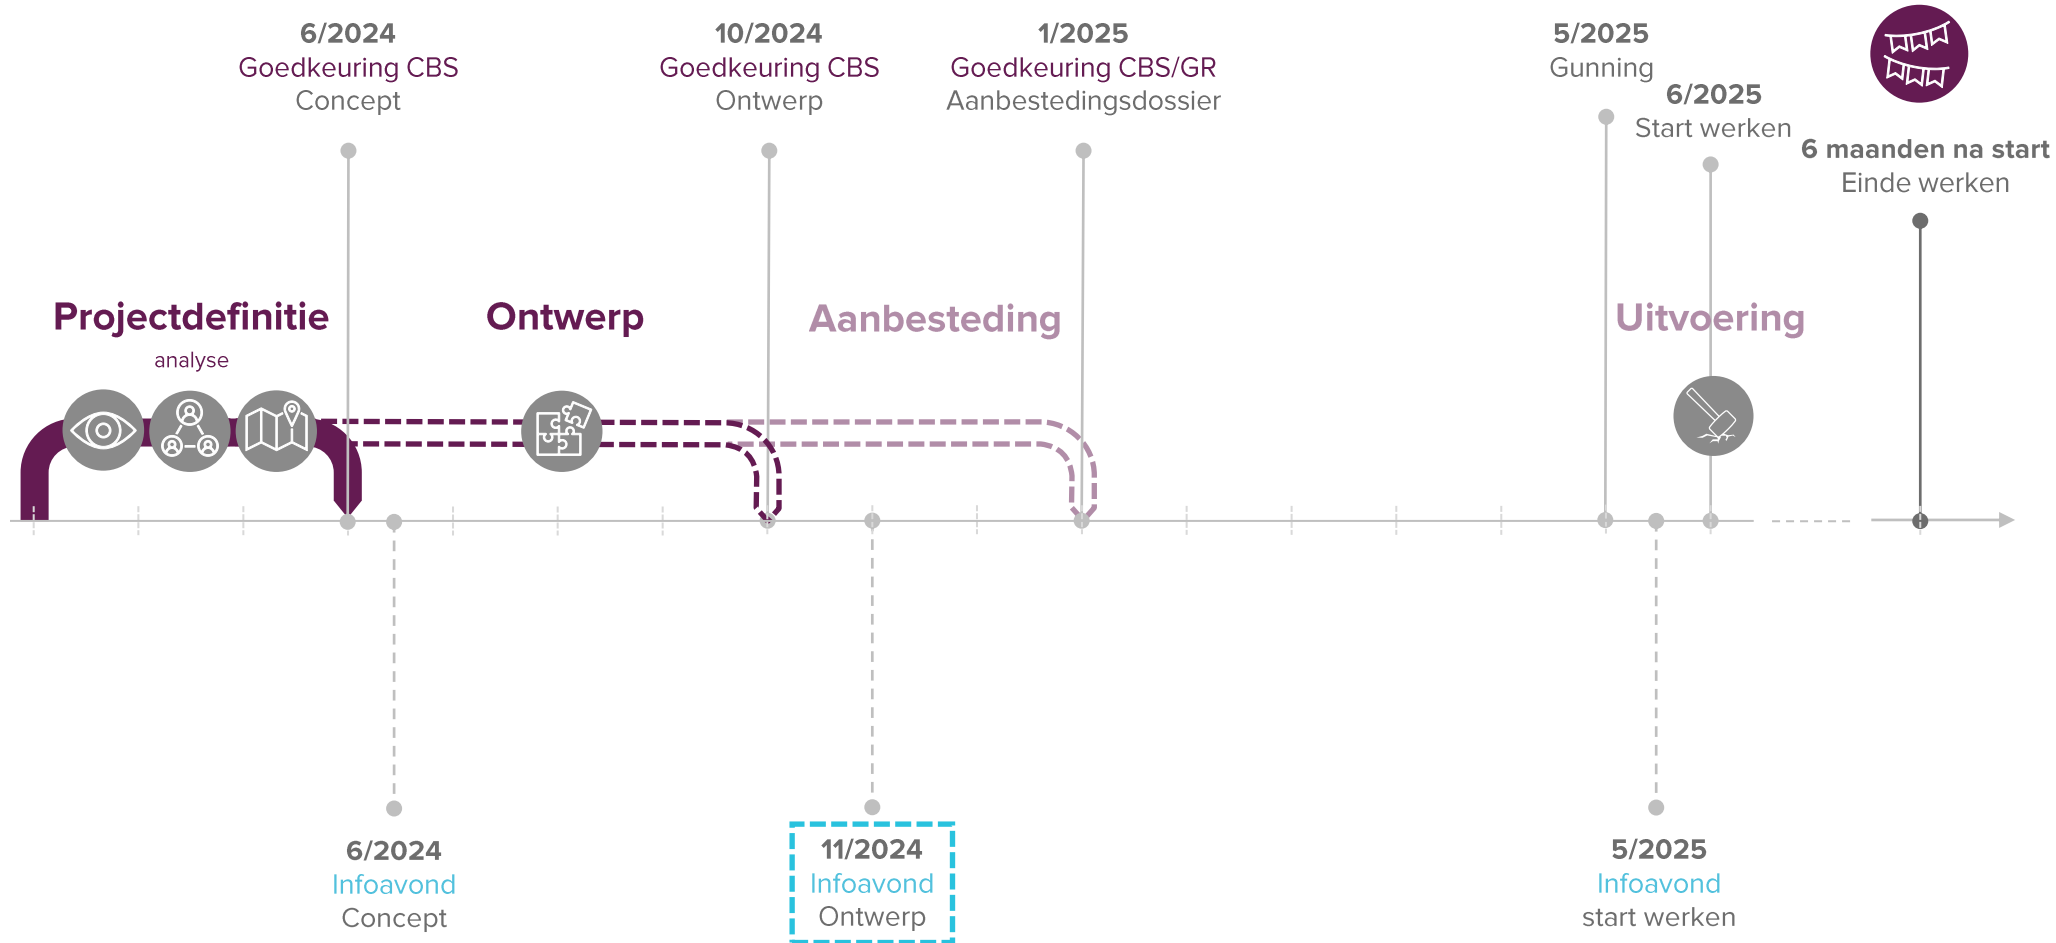 6/2024
Goedkeuring CBS
Concept
10/2024
Goedkeuring CBS
Ontwerp
1/2025
Goedkeuring CBS/GR
Aanbestedingsdossier
5/2025
Gunning
6/2025
Start werken
6 maanden na start
Einde werken
Projectdefinitie
analyse
Ontwerp
Aanbesteding
Uitvoering
6/2024
Infoavond
Concept
11/2024
Infoavond
Ontwerp
5/2025
Infoavond
start werken